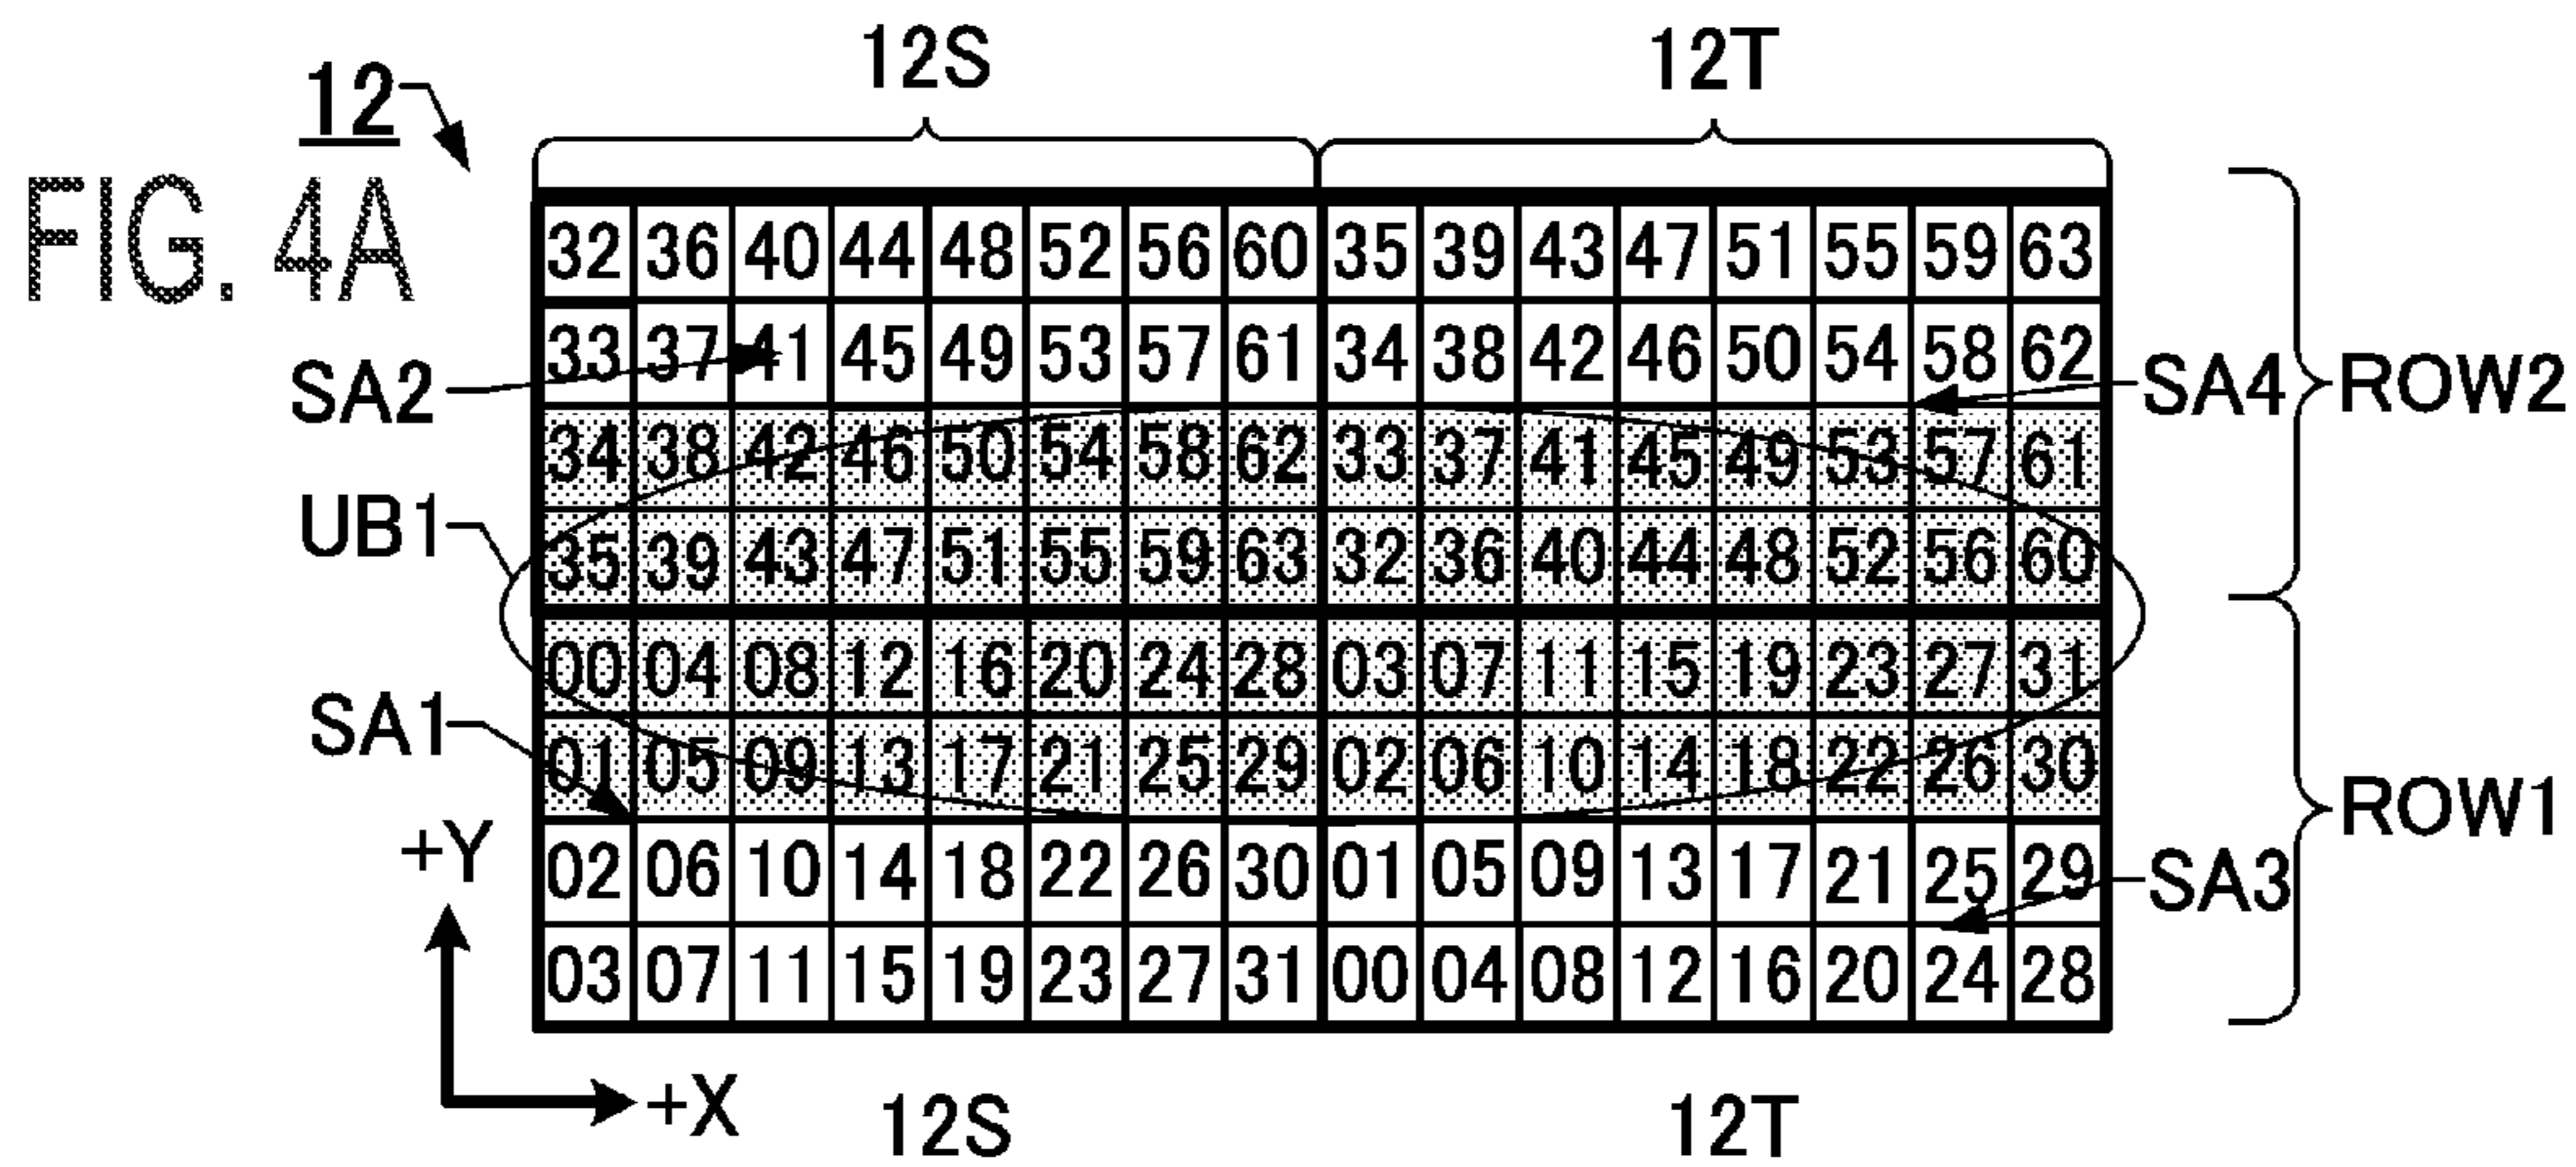 12S 12T
12
FIG. 4A
32 36 40 44 48 52 56 60 35 39 43 47 51 55 59 63
33 37 41 45 49 53 57 61 34 38 42 46 50 54 58 62
SA2 SA4 ROW2
34 38 42 46 50 54 58 62 33 37 41 45 49 53 57 61
UB1
35 39 43 47 51 55 59 63 32 36 40 44 48 52 56 60
00 04 08 12 16 20 24 28 03 07 11 15 19 23 27 31
SA1
01 05 09 13 17 21 25 29 02 06 10 14 18 22 26 30
ROW1
+Y
02 06 10 14 18 22 26 30 01 05 09 13 17 21 25 29
SA3
03 07 11 15 19 23 27 31 00 04 08 12 16 20 24 28
+X
12S 12T